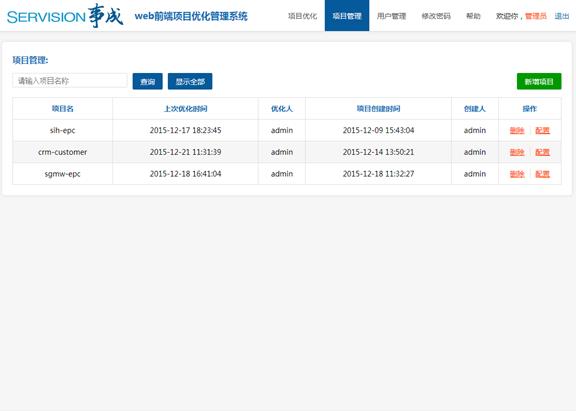 SERVISION 事成 web前端项目优化管理系统 项目优化 项目管理 用户管理 修改密码 帮助 欢迎你，管理员 退出
项目管理:
请输入项目名称 查询 显示全部 新增项目
项目名 上次优化时间 优化人 项目创建时间 创建人 操作
sih-epc 2015-12-17 18:23:45 admin 2015-12-09 15:43:04 admin 删除 配置
crm-customer 2015-12-21 11:31:39 admin 2015-12-14 13:50:21 admin 删除 配置
sgmw-epc 2015-12-18 16:41:04 admin 2015-12-18 11:32:27 admin 删除 配置